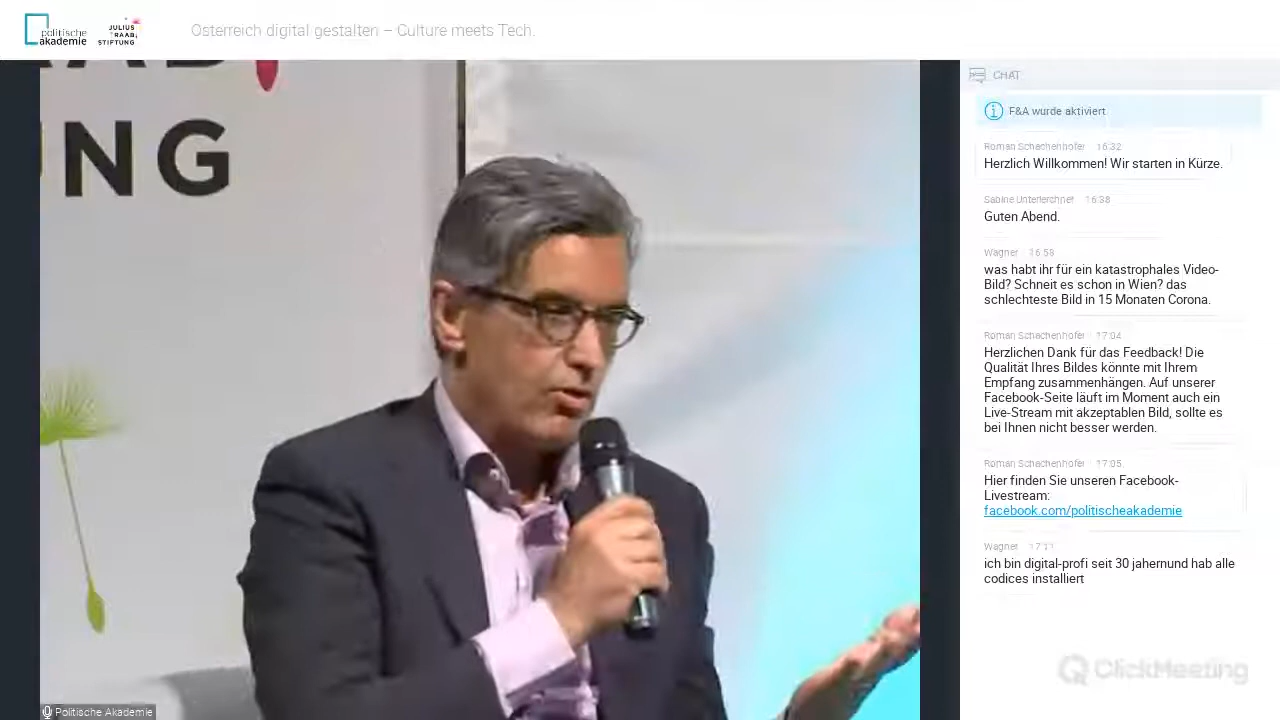 politische
akademie
JULIUS
RAAB
STIFTUNG
Österreich digital gestalten – Culture meets Tech.
UNG
CHAT
F&A wurde aktiviert.
Roman Schachenhofer 16:32
Herzlich Willkommen! Wir starten in Kürze.
16:38
Guten Abend.
Wagner 16:59
was habt ihr für ein katastrophales Video-
Bild? Schneit es schon in Wien? das
schlechteste Bild in 15 Monaten Corona.
Roman Schachenhofer 17:04
Herzlichen Dank für das Feedback! Die
Qualität Ihres Bildes könnte mit Ihrem
Empfang zusammenhängen. Auf unserer
Facebook-Seite läuft im Moment auch ein
Live-Stream mit akzeptablen Bild, sollte es
bei Ihnen nicht besser werden.
Roman Schachenhofer 17:05
Hier finden Sie unseren Facebook-
Livestream:
facebook.com/politischeakademie
Wagner 17:11
ich bin digital-profi seit 30 jahernund hab alle
codices installiert
ClickMeeting
Politische Akademie